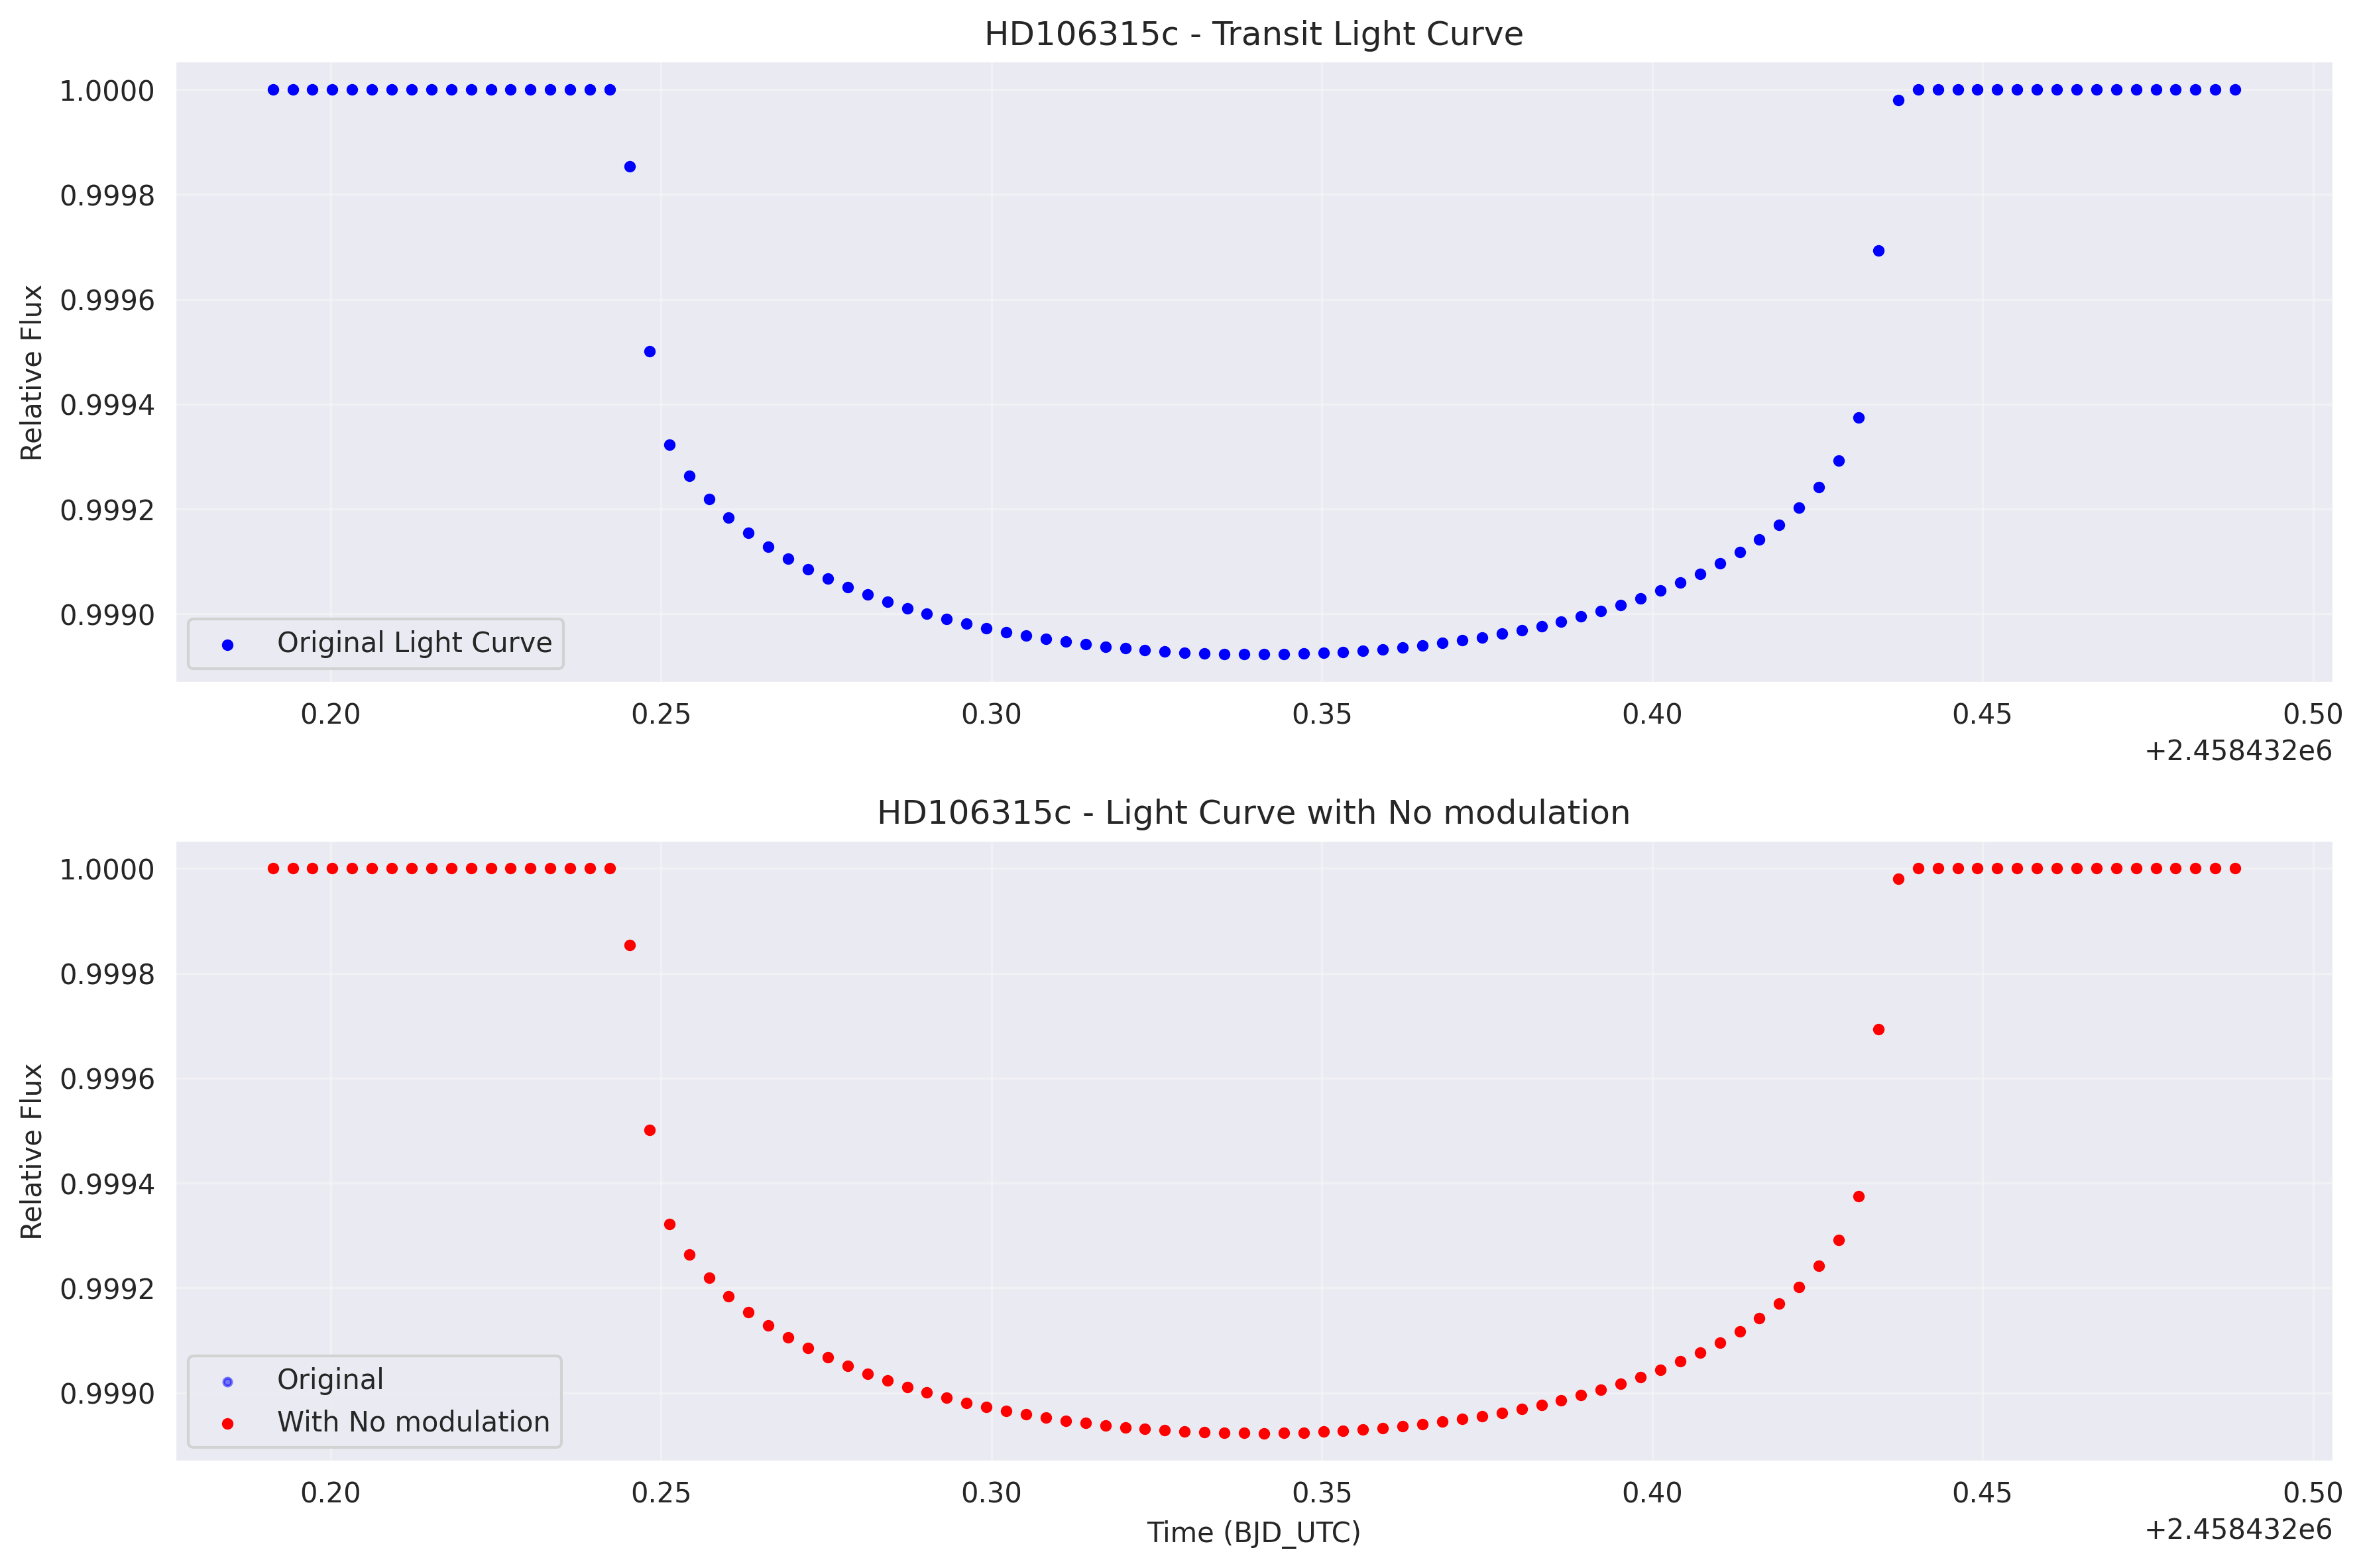 HD106315c - Transit Light Curve
1.0000
0.9998
0.9996
0.9994
0.9992
0.9990
Relative Flux
Original Light Curve
0.20 0.25 0.30 0.35 0.40 0.45 0.50
+2.458432e6
HD106315c - Light Curve with No modulation
1.0000
0.9998
0.9996
0.9994
0.9992
0.9990
Relative Flux
Original
With No modulation
0.20 0.25 0.30 0.35 0.40 0.45 0.50
Time (BJD_UTC)
+2.458432e6